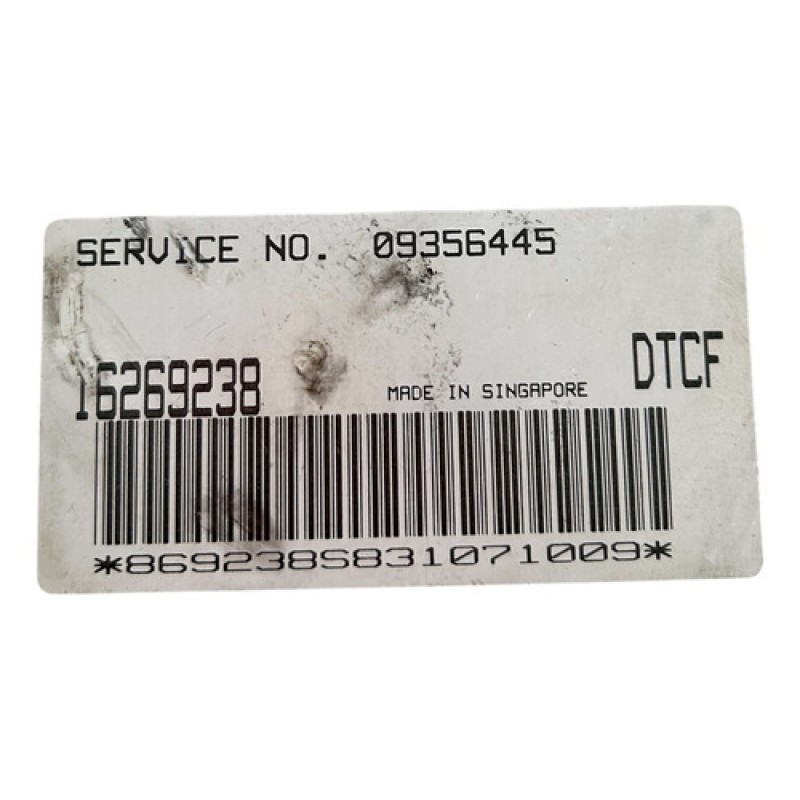 SERVICE NO. 09356445
16269238 MADE IN SINGAPORE DTCF
*869238S831071009*